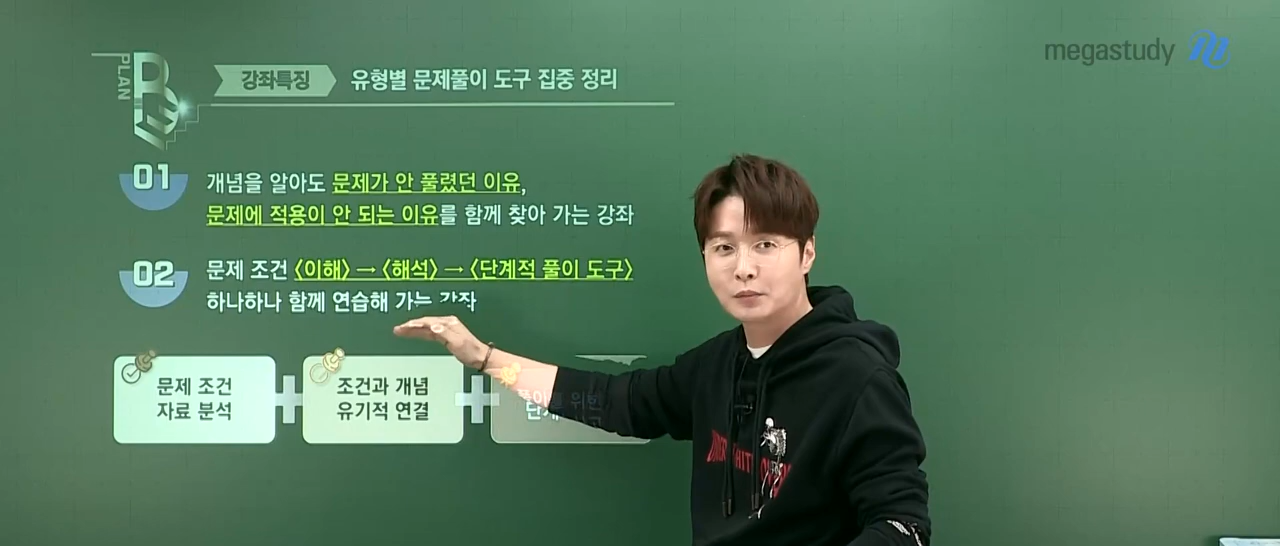 megastudy M
PLAN
강좌특징 유형별 문제풀이 도구 집중 정리
01 개념을 알아도 문제가 안 풀렸던 이유,
문제에 적용이 안 되는 이유를 함께 찾아 가는 강좌
02 문제 조건 〈이해〉 → 〈해석〉 → 〈단계적 풀이 도구〉
하나하나 함께 연습해 가는 강좌
문제 조건
자료 분석
+
조건과 개념
유기적 연결
+
위한